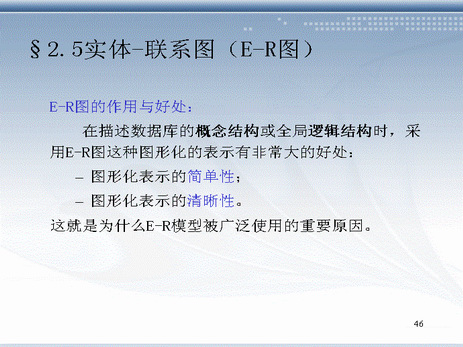 §2.5实体-联系图（E-R图）
E-R图的作用与好处：
在描述数据库的概念结构或全局逻辑结构时，采
用E-R图这种图形化的表示有非常大的好处：
– 图形化表示的简单性；
– 图形化表示的清晰性。
这就是为什么E-R模型被广泛使用的重要原因。
46